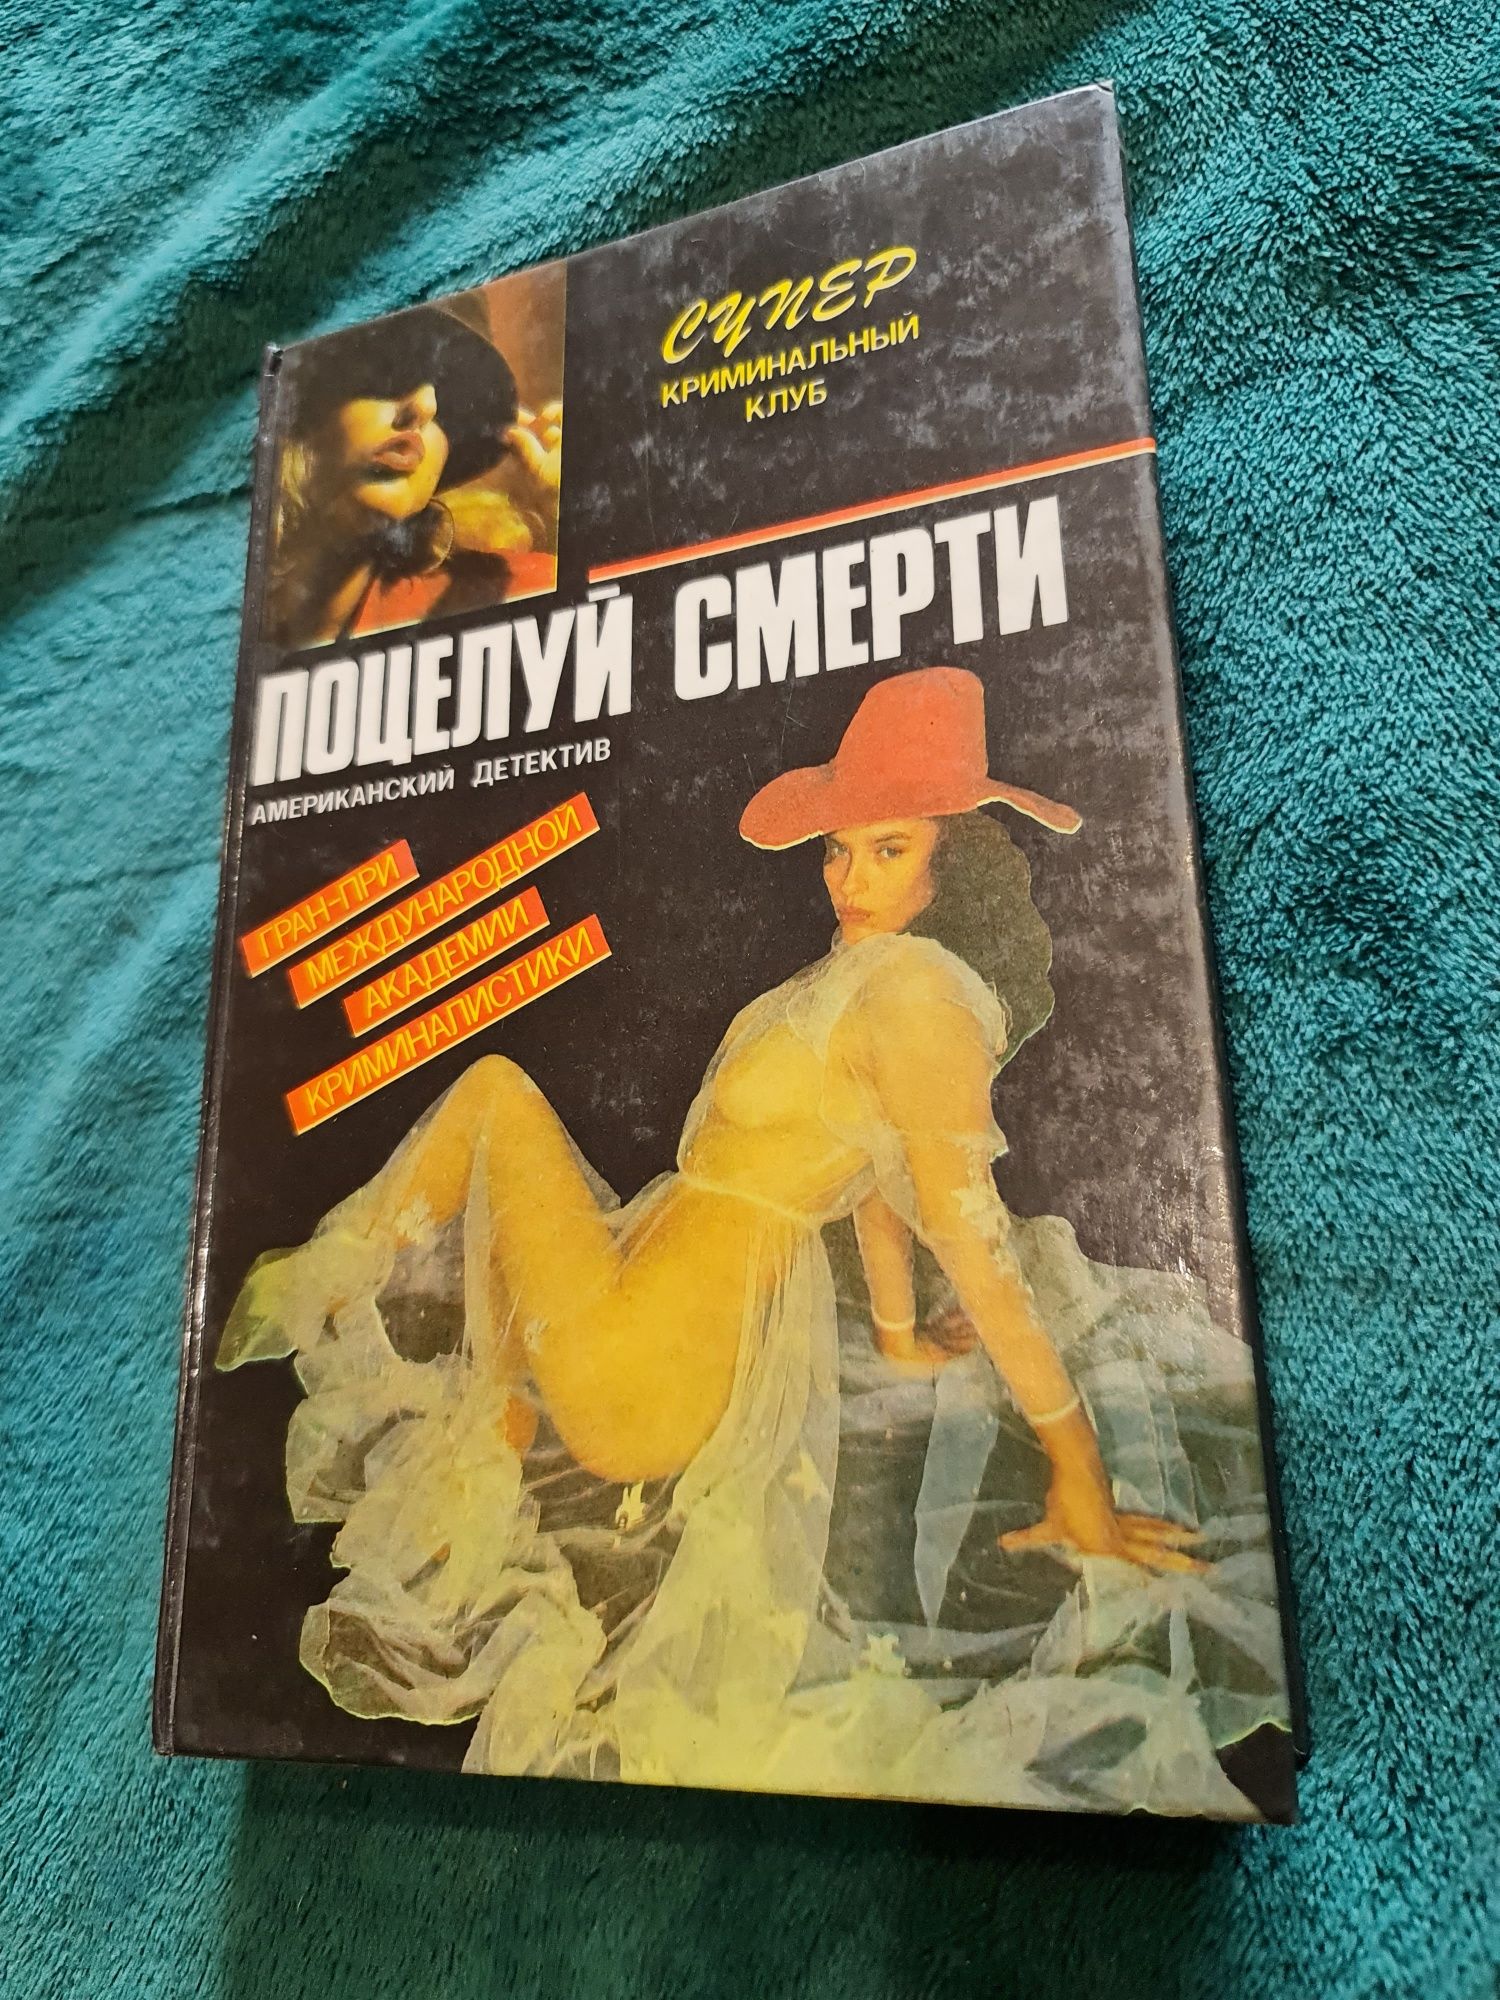 СУПЕР
КРИМИНАЛЬНЫЙ
КЛУБ
ПОЦЕЛУЙ СМЕРТИ
АМЕРИКАНСКИЙ ДЕТЕКТИВ
ГРАН-ПРИ
МЕЖДУНАРОДНОЙ
АКАДЕМИИ
КРИМИНАЛИСТИКИ